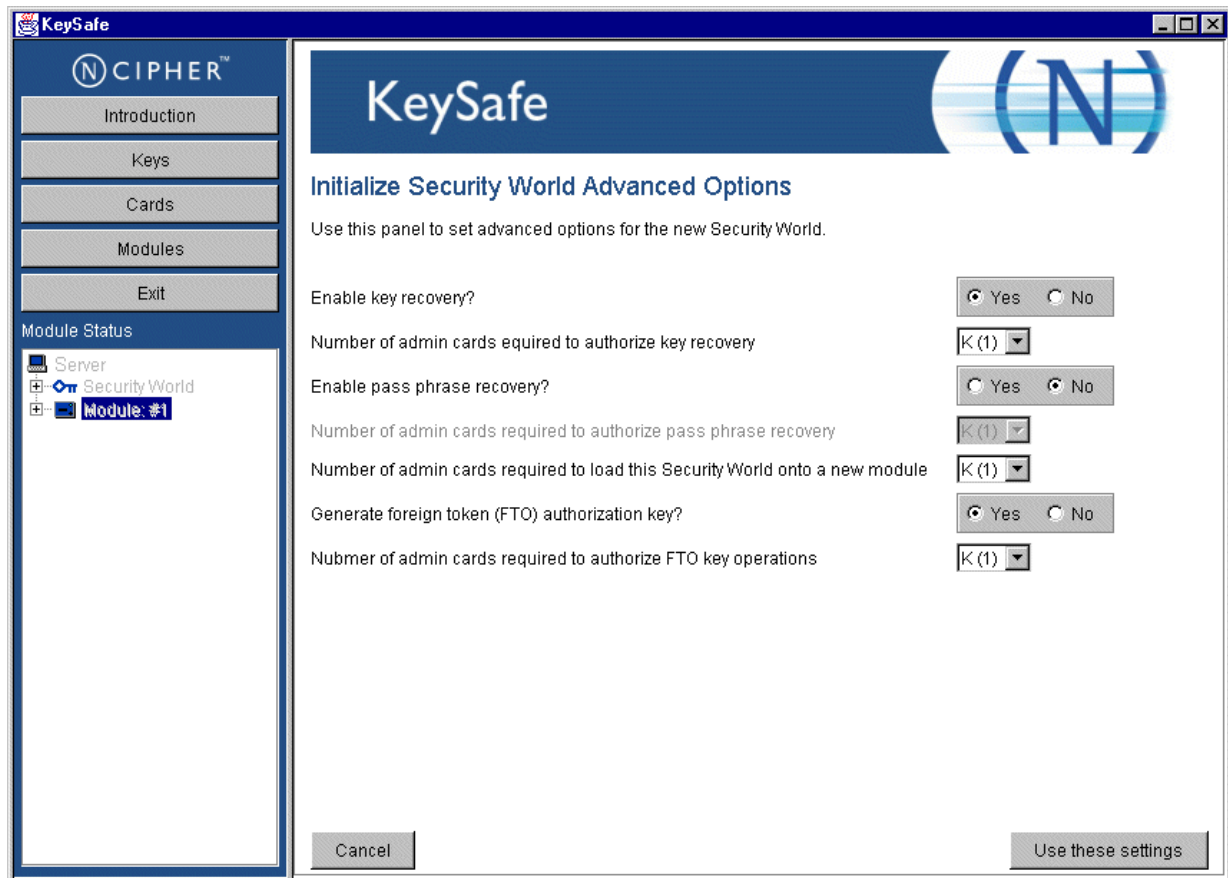 KeySafe
NCIPHER™
Introduction
Keys
Cards
Modules
Exit
Module Status
Server
Security World
Module: #1
KeySafe
(N)
Initialize Security World Advanced Options
Use this panel to set advanced options for the new Security World.
Enable key recovery? Yes No
Number of admin cards equired to authorize key recovery K (1)
Enable pass phrase recovery? Yes No
Number of admin cards required to authorize pass phrase recovery K (1)
Number of admin cards required to load this Security World onto a new module K (1)
Generate foreign token (FTO) authorization key? Yes No
Nubmer of admin cards required to authorize FTO key operations K (1)
Cancel Use these settings